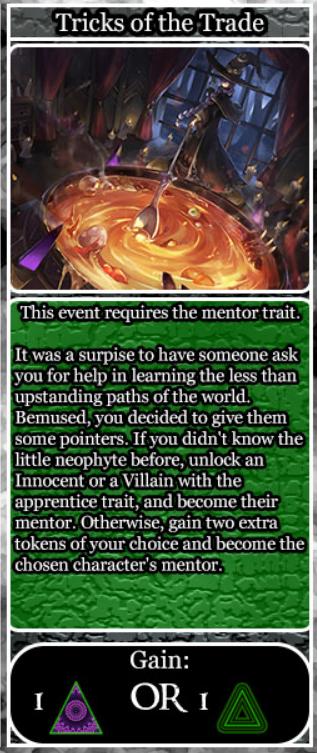 Tricks of the Trade
This event requires the mentor trait.
It was a surpise to have someone ask
you for help in learning the less than
upstanding paths of the world.
Bemused, you decided to give them
some pointers. If you didn't know the
little neophyte before, unlock an
Innocent or a Villain with the
apprentice trait, and become their
mentor. Otherwise, gain two extra
tokens of your choice and become the
chosen character's mentor.
Gain:
1 OR 1